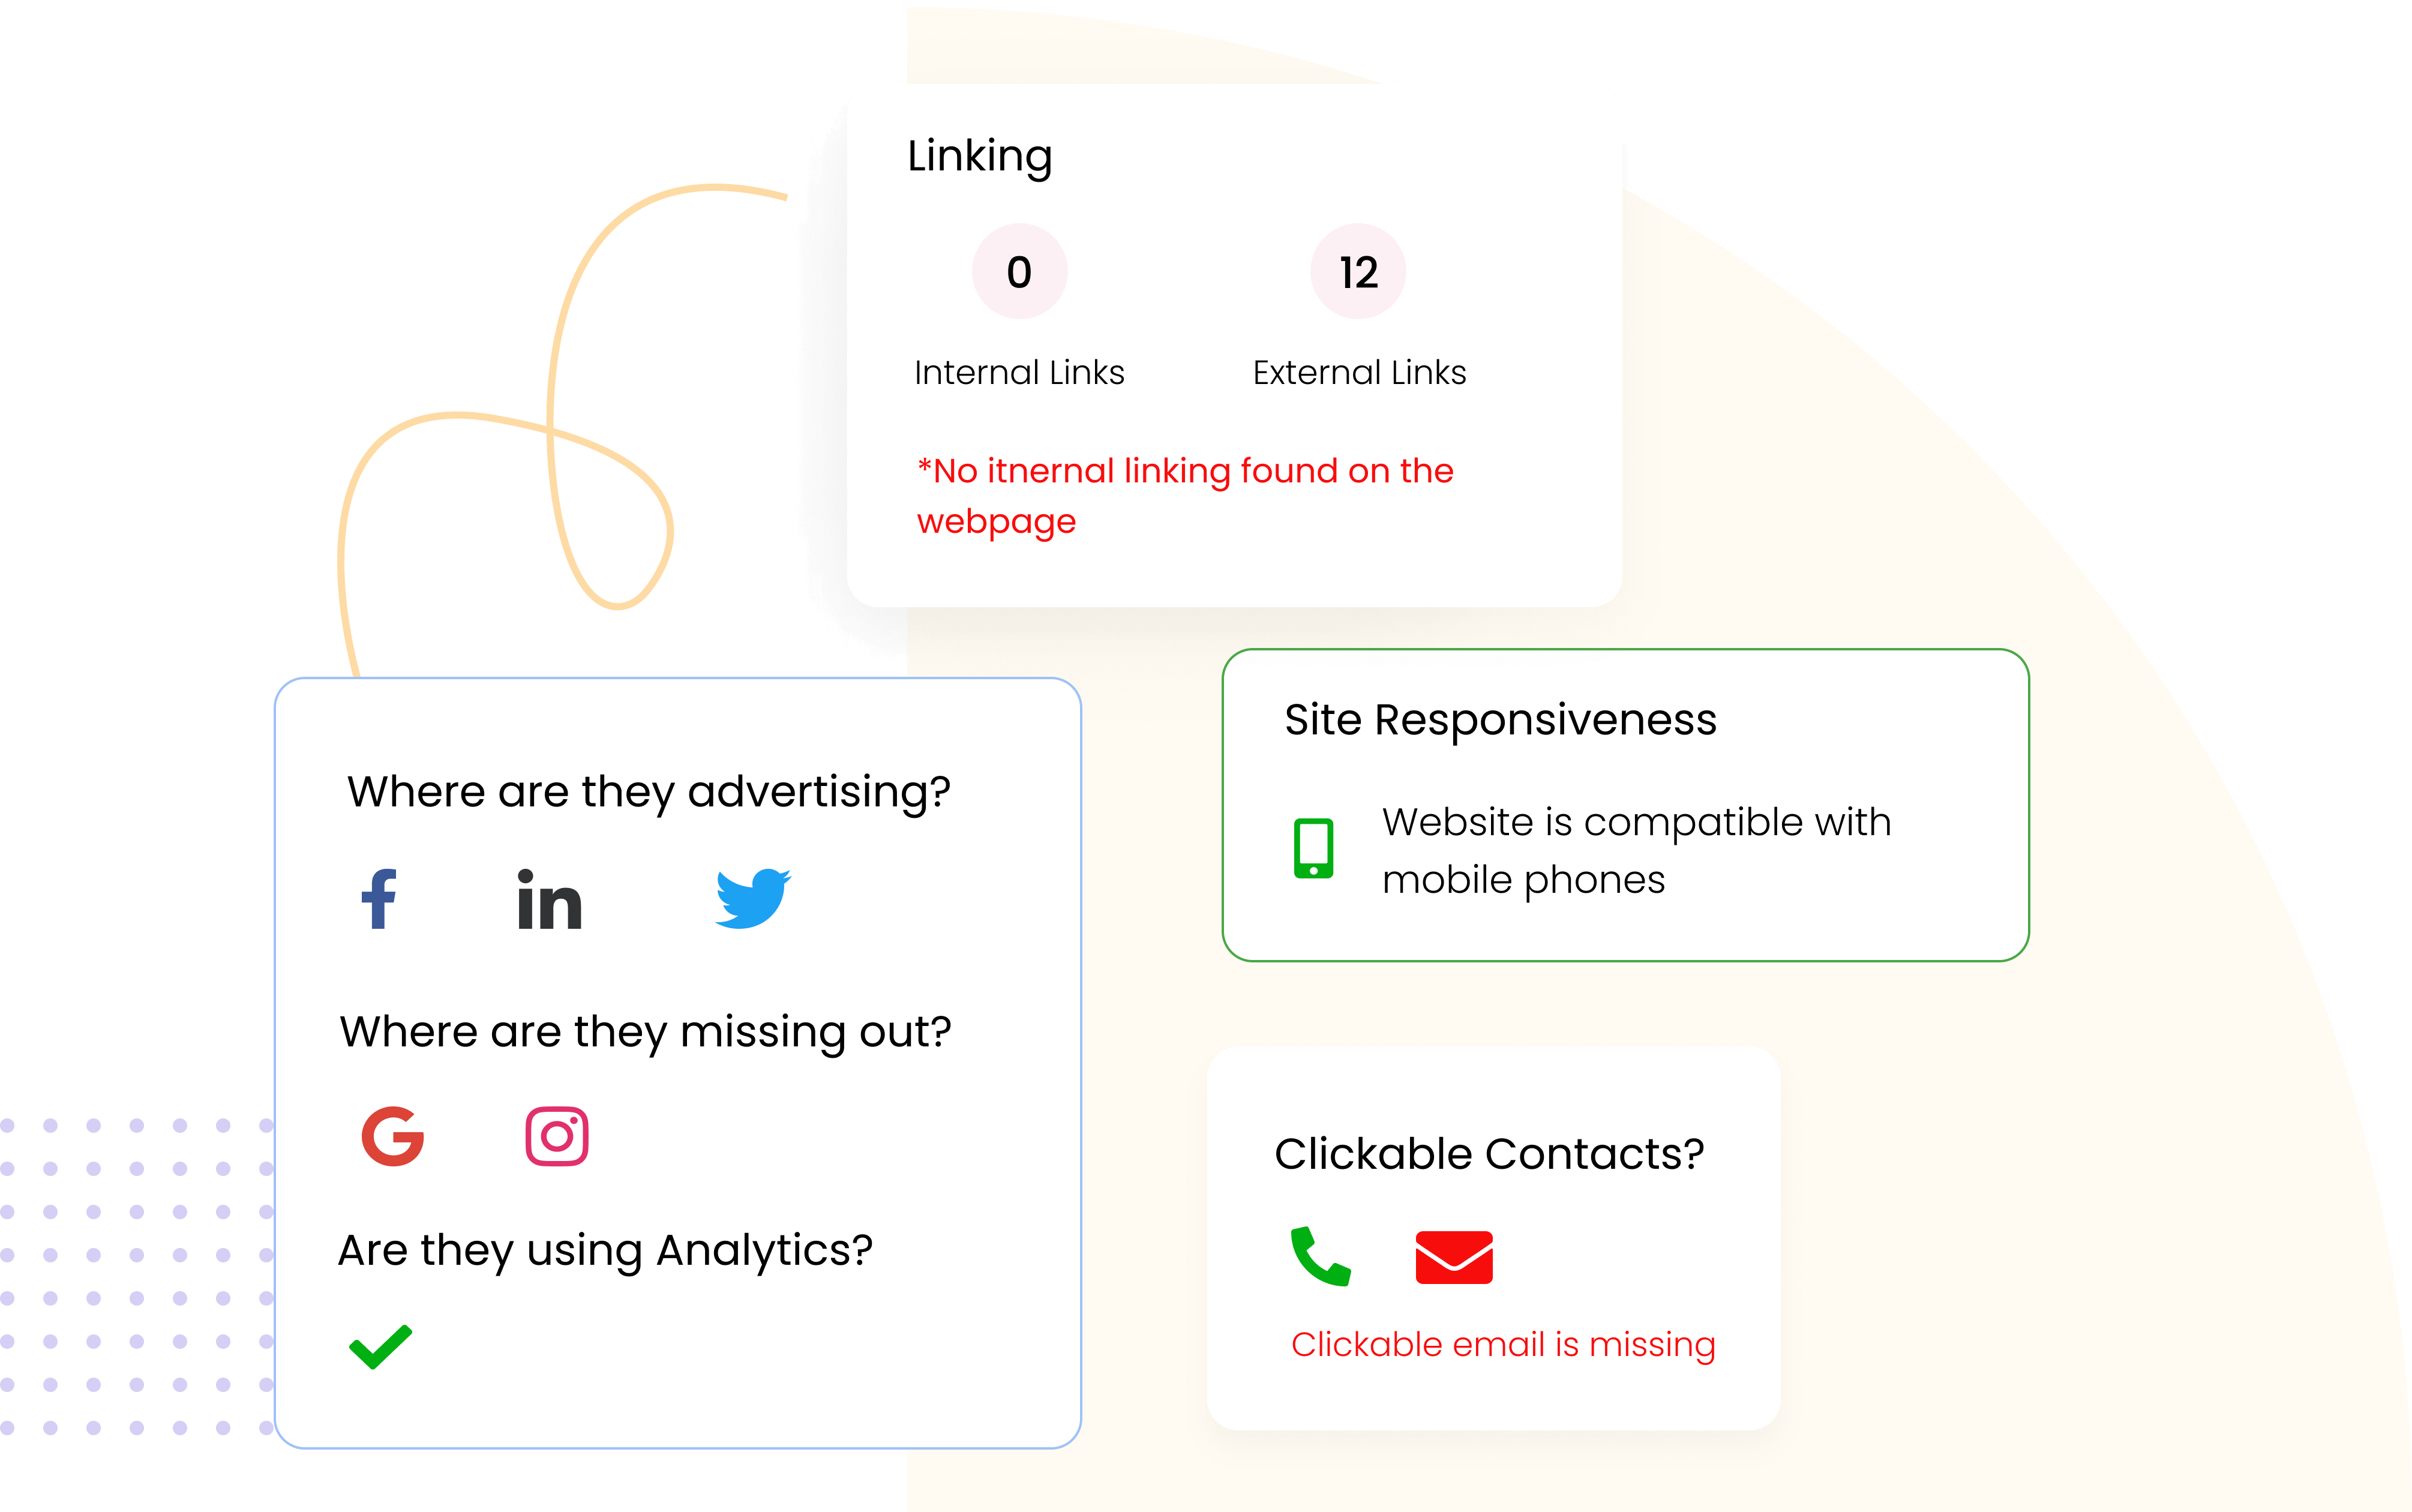 Linking
0
12
Internal Links
External Links
*No itnernal linking found on the
webpage
Where are they advertising?
Where are they missing out?
Are they using Analytics?
Site Responsiveness
Website is compatible with
mobile phones
Clickable Contacts?
Clickable email is missing